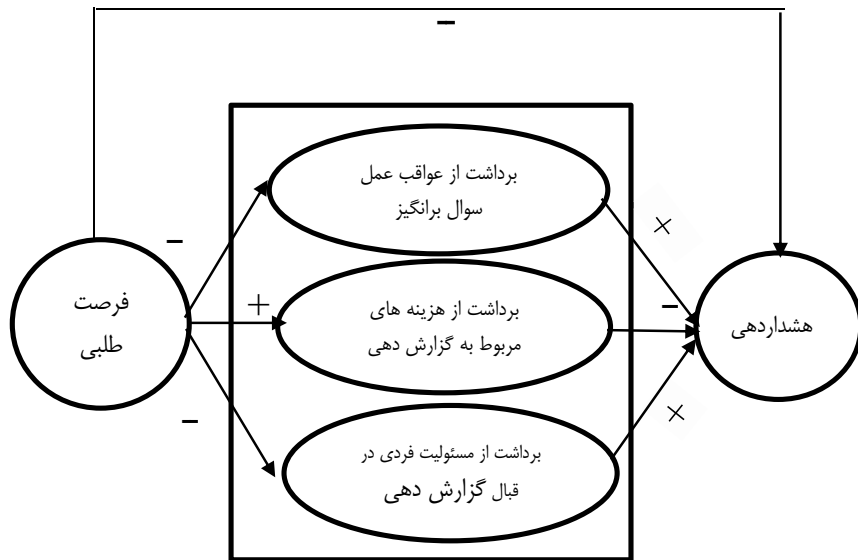 –
برداشت از عواقب عمل
سوال برانگیز
–
×
فرصت
طلبی
+
برداشت از هزینه های
مربوط به گزارش دهی
–
هشداردهی
–
×
برداشت از مسئولیت فردی در
قبال گزارش دهی